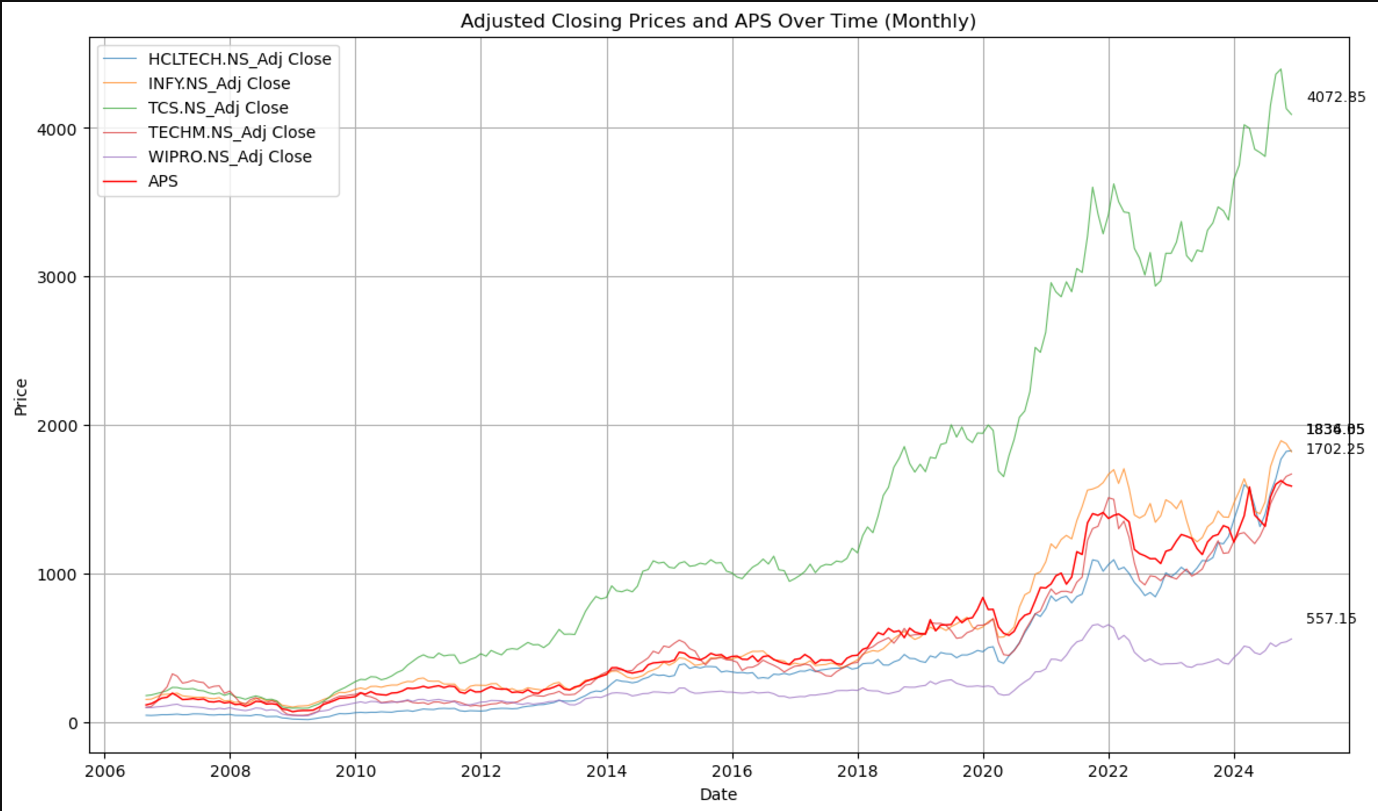 Adjusted Closing Prices and APS Over Time (Monthly)
HCLTECH.NS_Adj Close
INFY.NS_Adj Close
TCS.NS_Adj Close
TECHM.NS_Adj Close
WIPRO.NS_Adj Close
APS
4072.85
1702.25
557.15
4000
3000
2000
1000
0
Price
2006
2008
2010
2012
2014
2016
2018
2020
2022
2024
Date